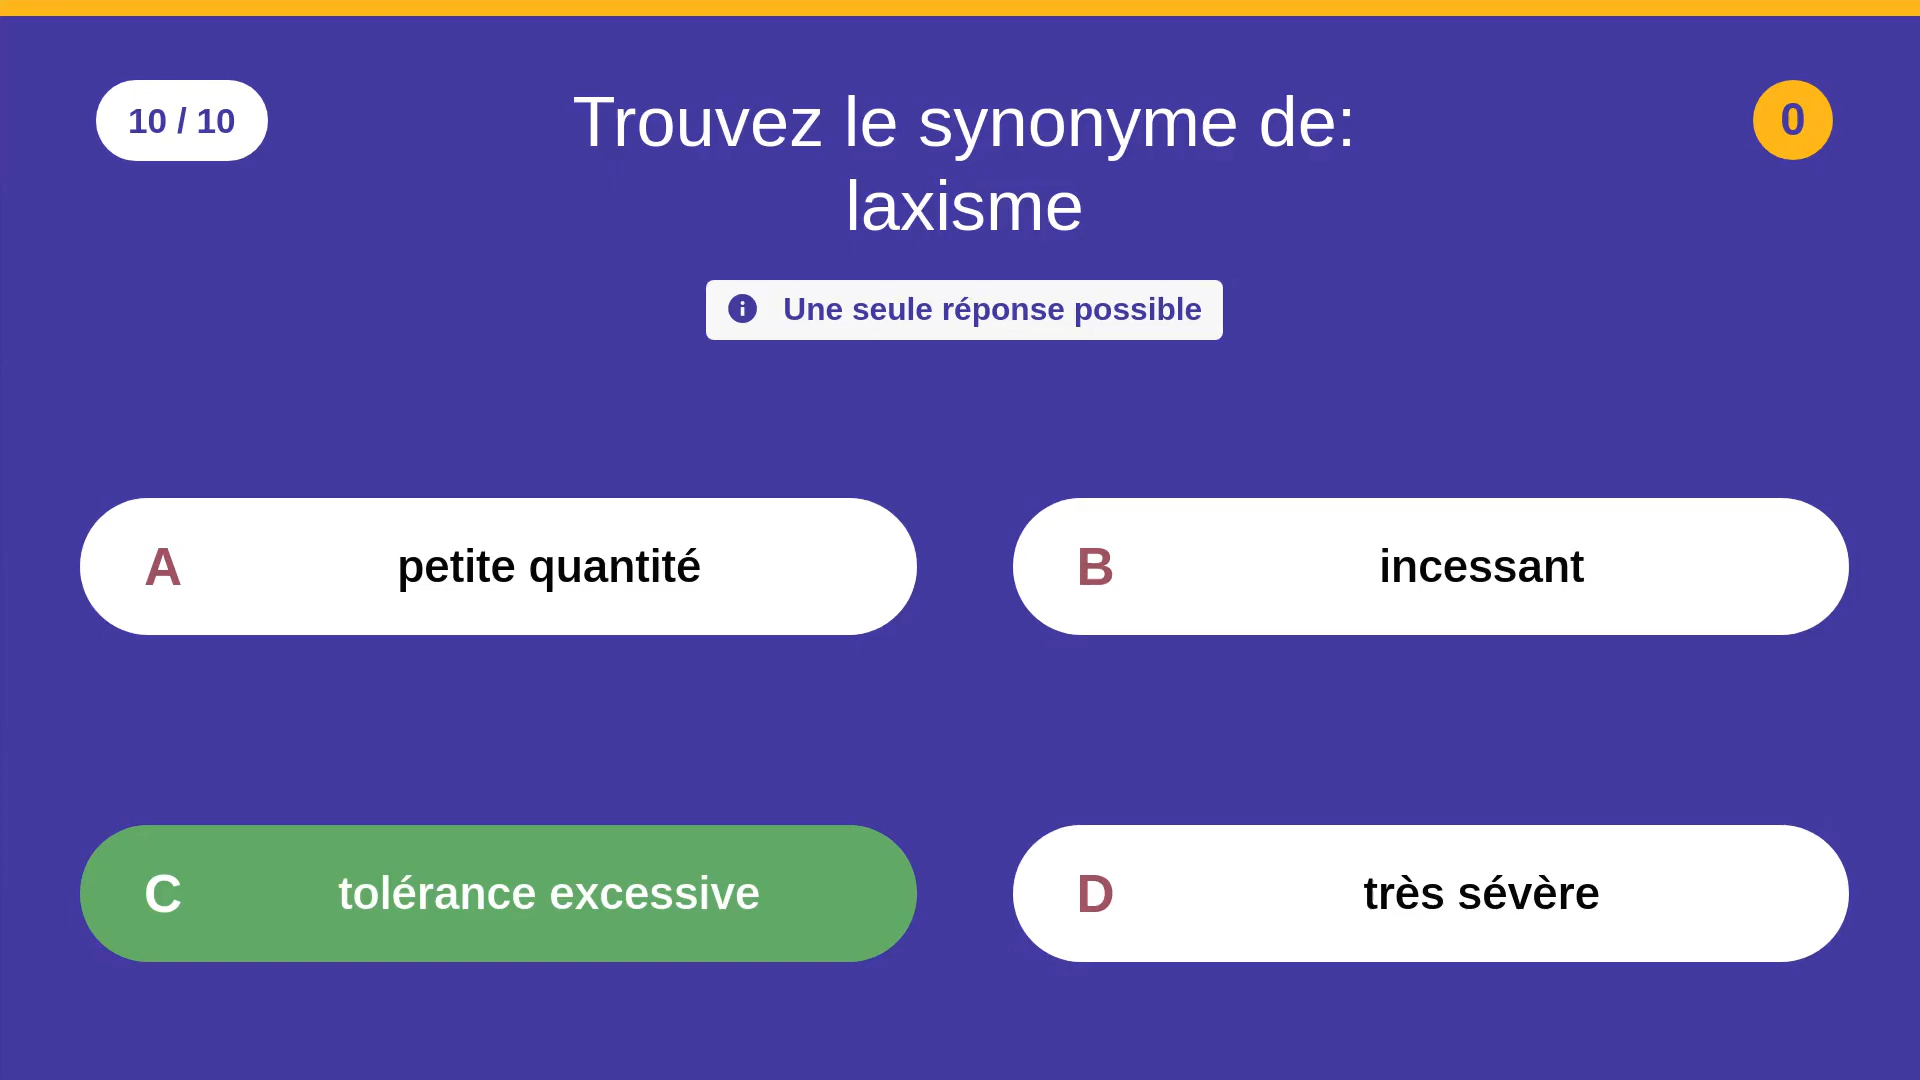 10 / 10
Trouvez le synonyme de:
laxisme
0
Une seule réponse possible
A petite quantité
B incessant
C tolérance excessive
D très sévère